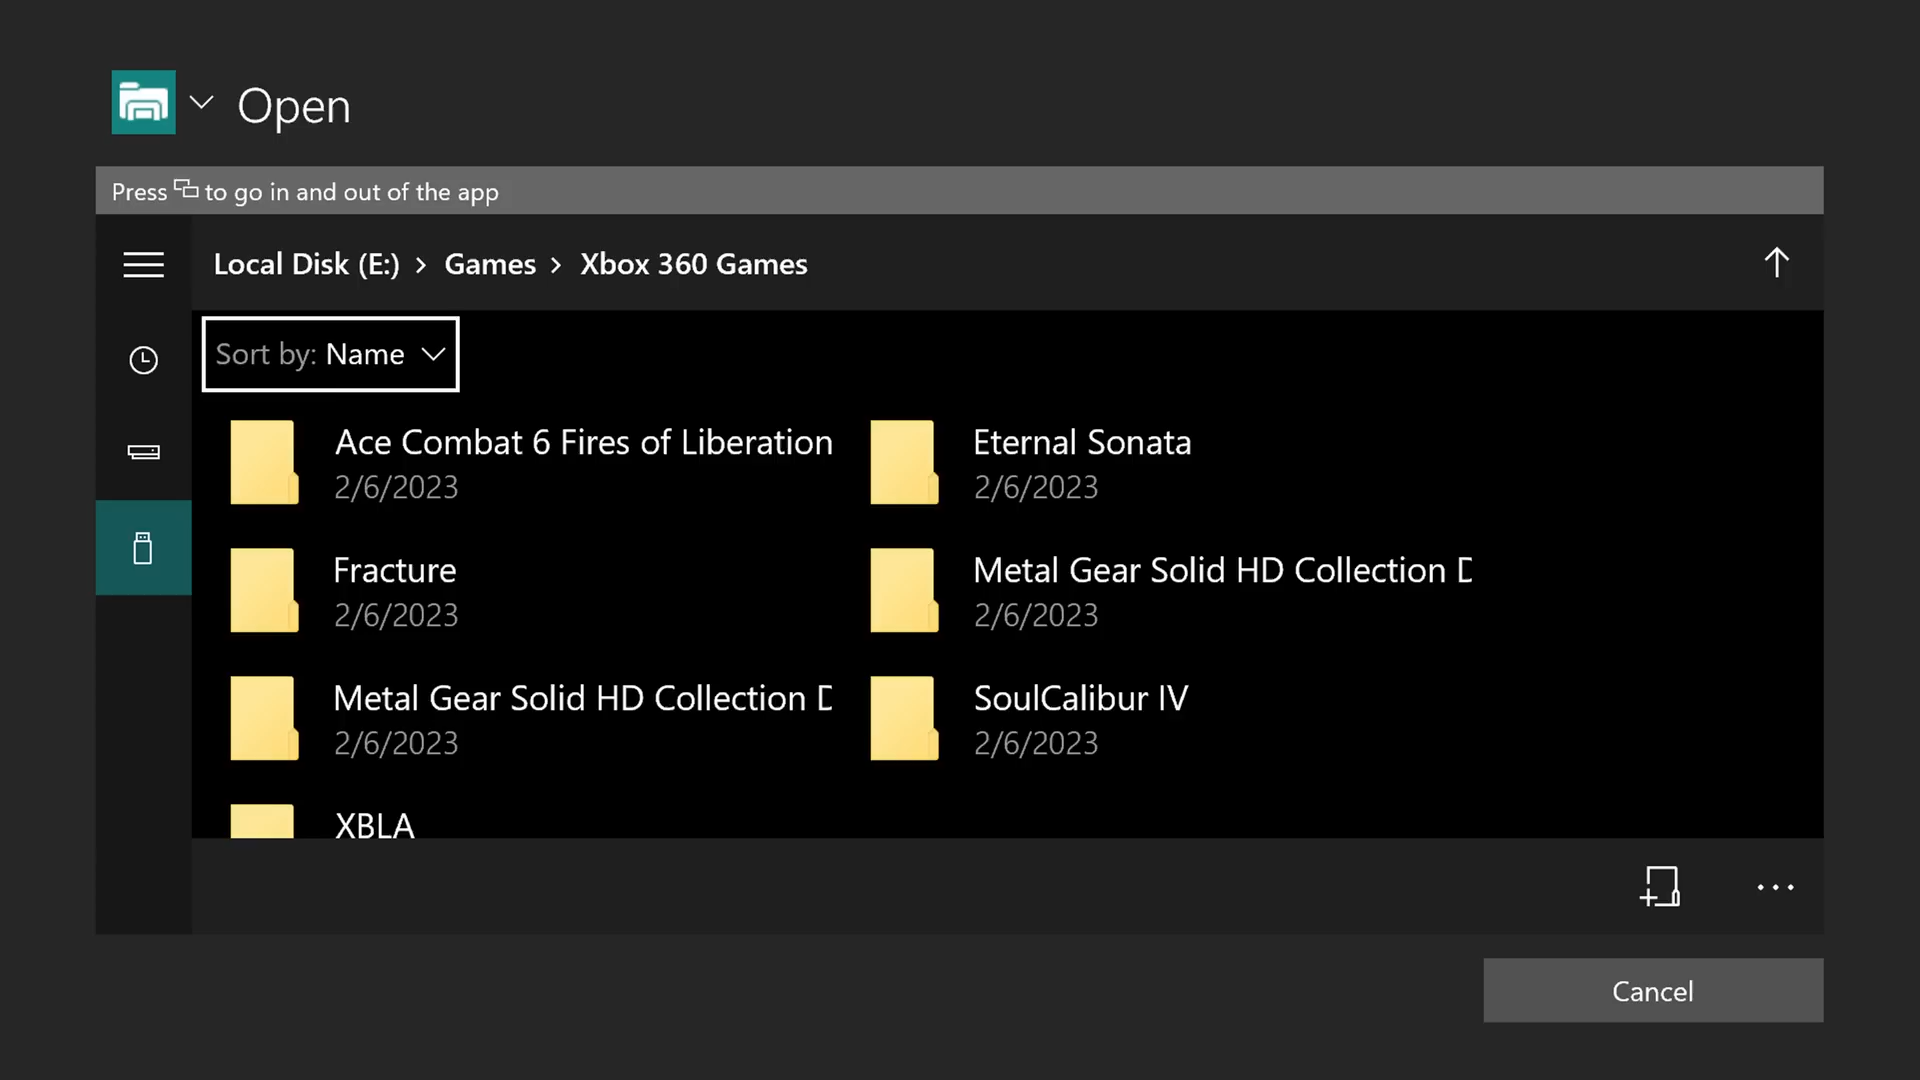 Open
Press to go in and out of the app
Local Disk (E:) > Games > Xbox 360 Games
Sort by: Name
Ace Combat 6 Fires of Liberation
2/6/2023
Eternal Sonata
2/6/2023
Fracture
2/6/2023
Metal Gear Solid HD Collection D
2/6/2023
Metal Gear Solid HD Collection D
2/6/2023
SoulCalibur IV
2/6/2023
XBLA
Cancel